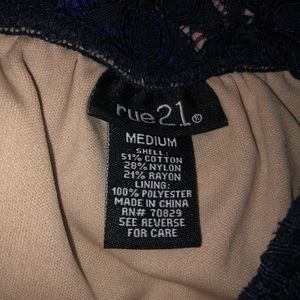 rue21®
MEDIUM
SHELL:
51% COTTON
28% NYLON
21% RAYON
LINING:
100% POLYESTER
MADE IN CHINA
RN# 70829
SEE REVERSE
FOR CARE